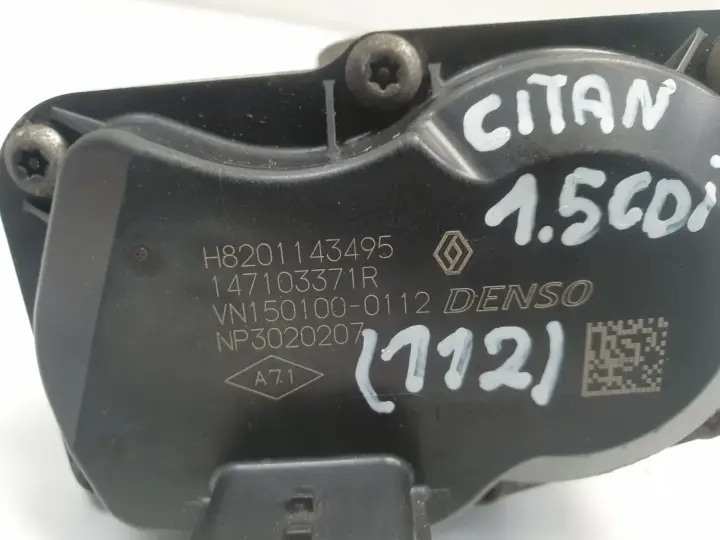 CITAN
1.5CDi
H8201143495
147103371R
VN150100-0112 DENSO
NP3020207
(112)
A7.1